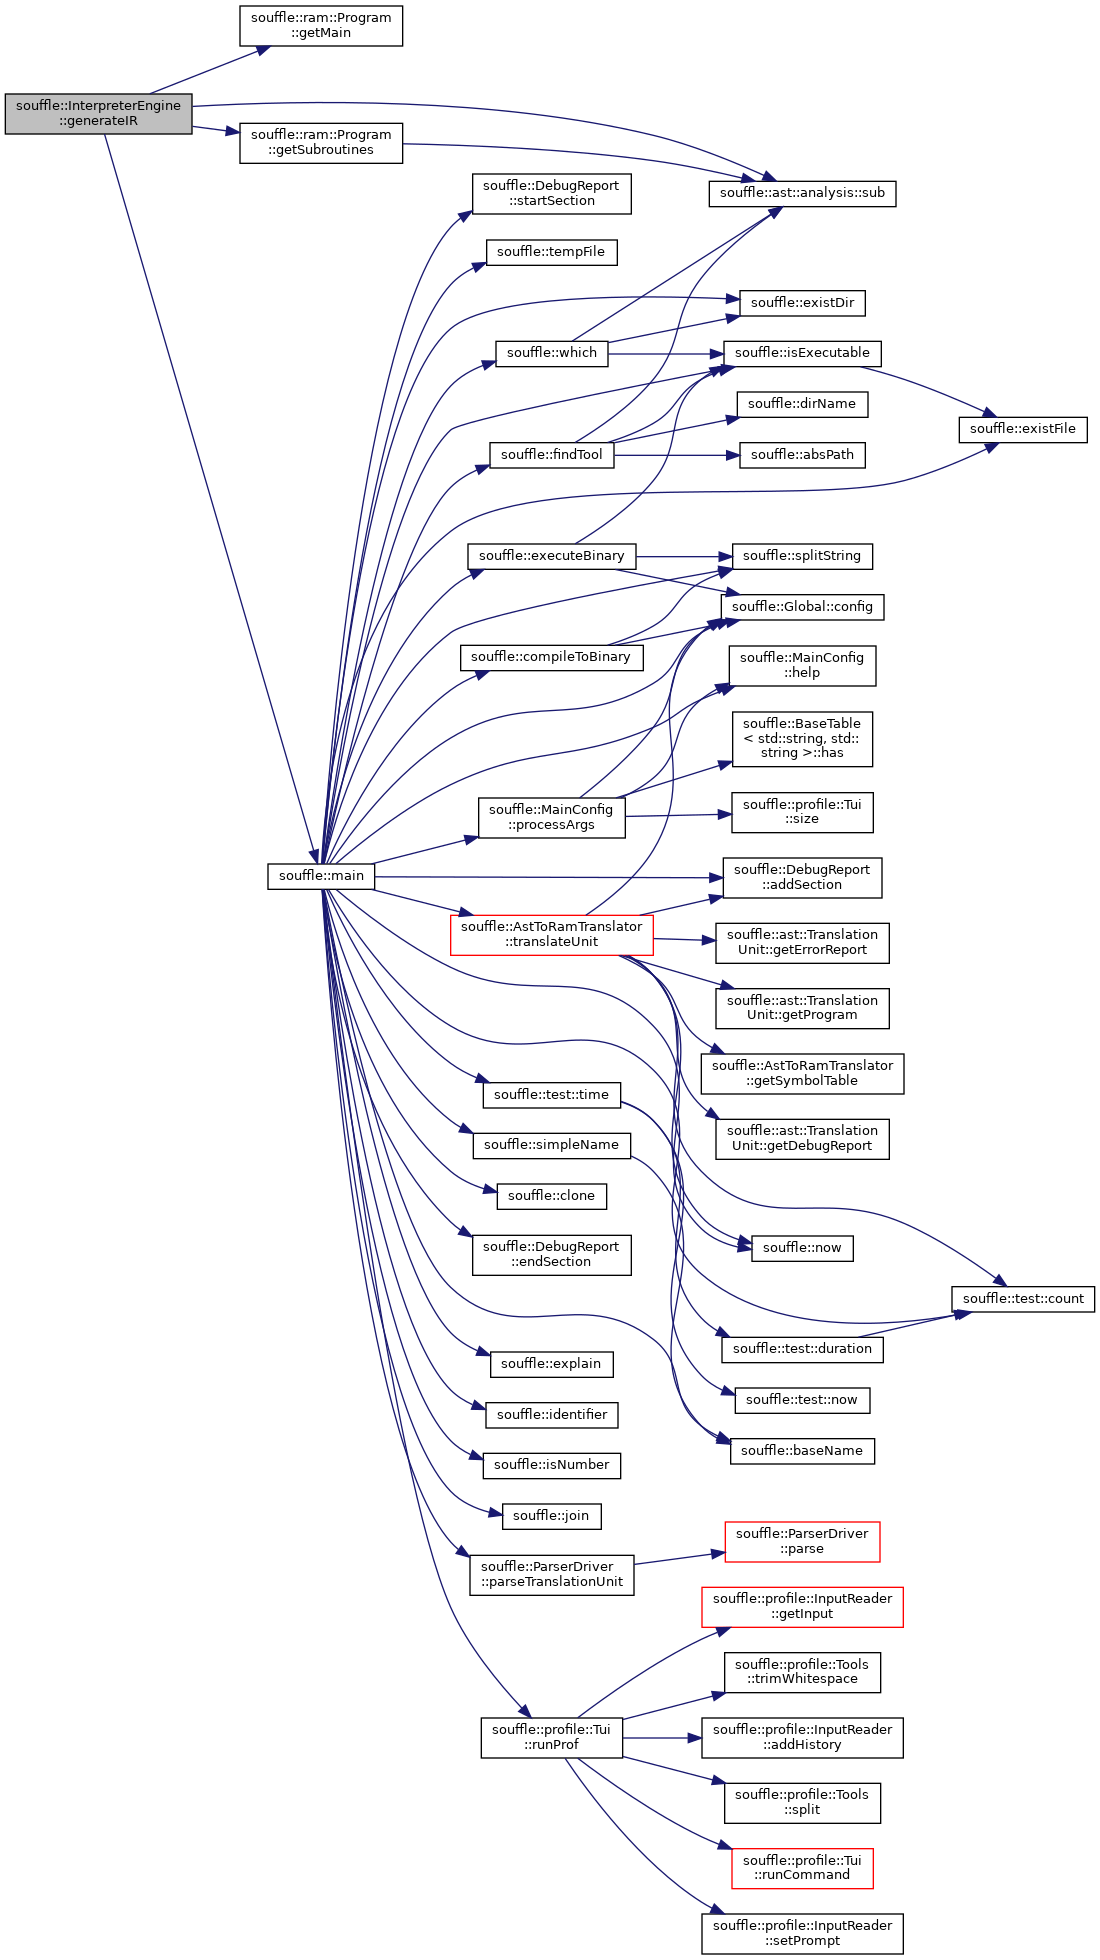 souffle::ram::Program
::getMain
souffle::InterpreterEngine
::generateIR
souffle::ram::Program
::getSubroutines
souffle::DebugReport
::startSection
souffle::ast::analysis::sub
souffle::tempFile
souffle::existDir
souffle::which
souffle::isExecutable
souffle::dirName
souffle::existFile
souffle::findTool
souffle::absPath
souffle::executeBinary
souffle::splitString
souffle::Global::config
souffle::compileToBinary
souffle::MainConfig
::help
souffle::BaseTable
< std::string, std::
string >::has
souffle::MainConfig
::processArgs
souffle::profile::Tui
::size
souffle::main
souffle::DebugReport
::addSection
souffle::AstToRamTranslator
::translateUnit
souffle::ast::Translation
Unit::getErrorReport
souffle::ast::Translation
Unit::getProgram
souffle::AstToRamTranslator
::getSymbolTable
souffle::test::time
souffle::ast::Translation
Unit::getDebugReport
souffle::simpleName
souffle::clone
souffle::DebugReport
::endSection
souffle::now
souffle::test::count
souffle::test::duration
souffle::explain
souffle::test::now
souffle::identifier
souffle::baseName
souffle::isNumber
souffle::join
souffle::ParserDriver
::parse
souffle::ParserDriver
::parseTranslationUnit
souffle::profile::InputReader
::getInput
souffle::profile::Tools
::trimWhitespace
souffle::profile::Tui
::runProf
souffle::profile::InputReader
::addHistory
souffle::profile::Tools
::split
souffle::profile::Tui
::runCommand
souffle::profile::InputReader
::setPrompt